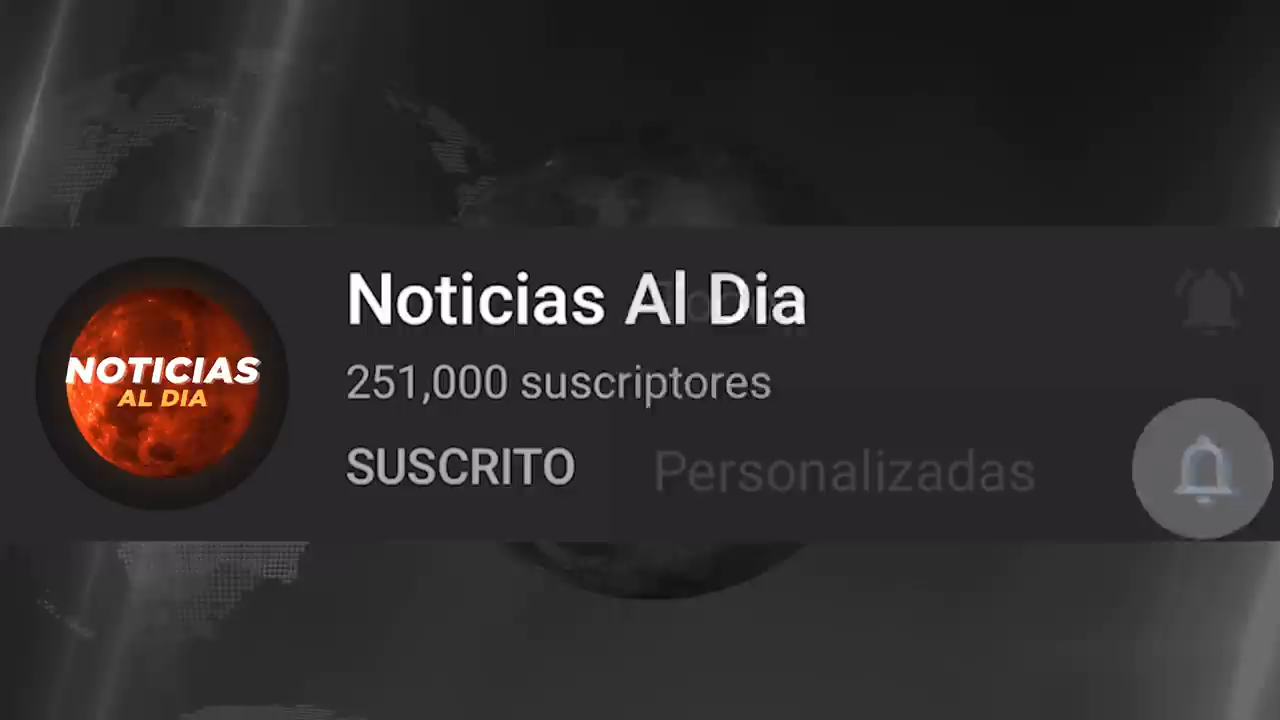 NOTICIAS
AL DIA
Noticias Al Dia
251,000 suscriptores
SUSCRITO
Personalizadas